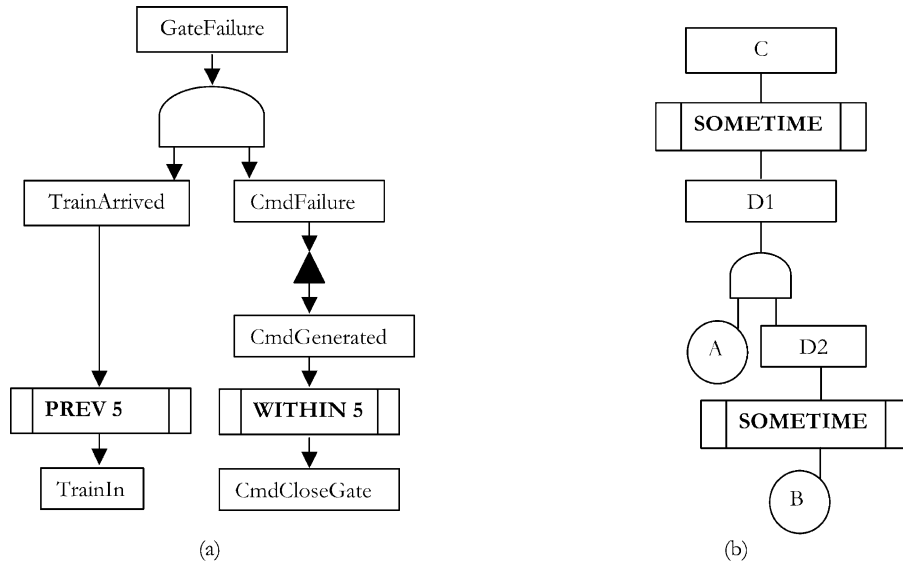 GateFailure
TrainArrived
CmdFailure
CmdGenerated
PREV 5
WITHIN 5
TrainIn
CmdCloseGate
(a)
C
SOMETIME
D1
A
D2
SOMETIME
B
(b)